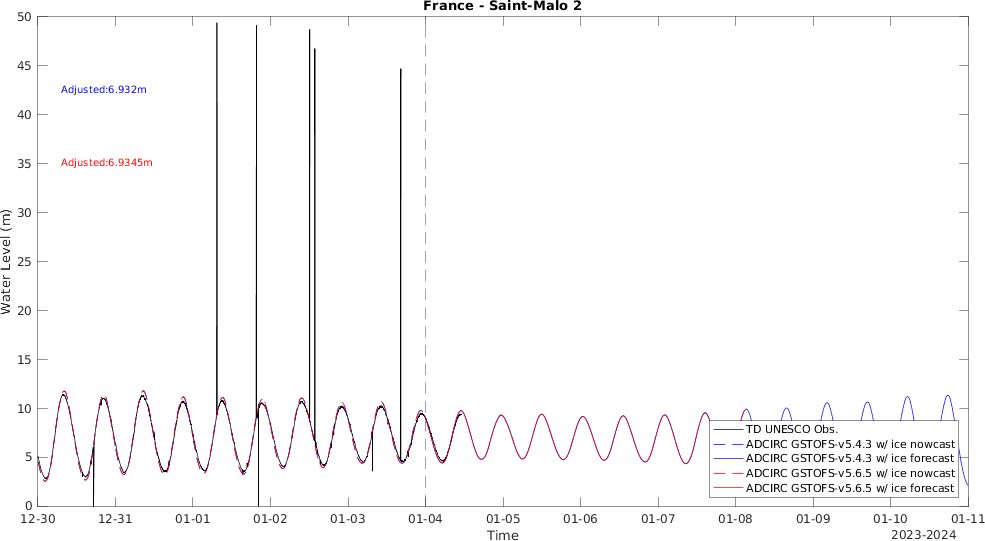 France - Saint-Malo 2
50
45
40
35
30
25
20
15
10
5
0
Water Level (m)
Adjusted:6.932m
Adjusted:6.9345m
TD UNESCO Obs.
ADCIRC GSTOFS-v5.4.3 w/ ice nowcast
ADCIRC GSTOFS-v5.4.3 w/ ice forecast
ADCIRC GSTOFS-v5.6.5 w/ ice nowcast
ADCIRC GSTOFS-v5.6.5 w/ ice forecast
12-30 12-31 01-01 01-02 01-03 01-04 01-05 01-06 01-07 01-08 01-09 01-10 01-11
Time
2023-2024